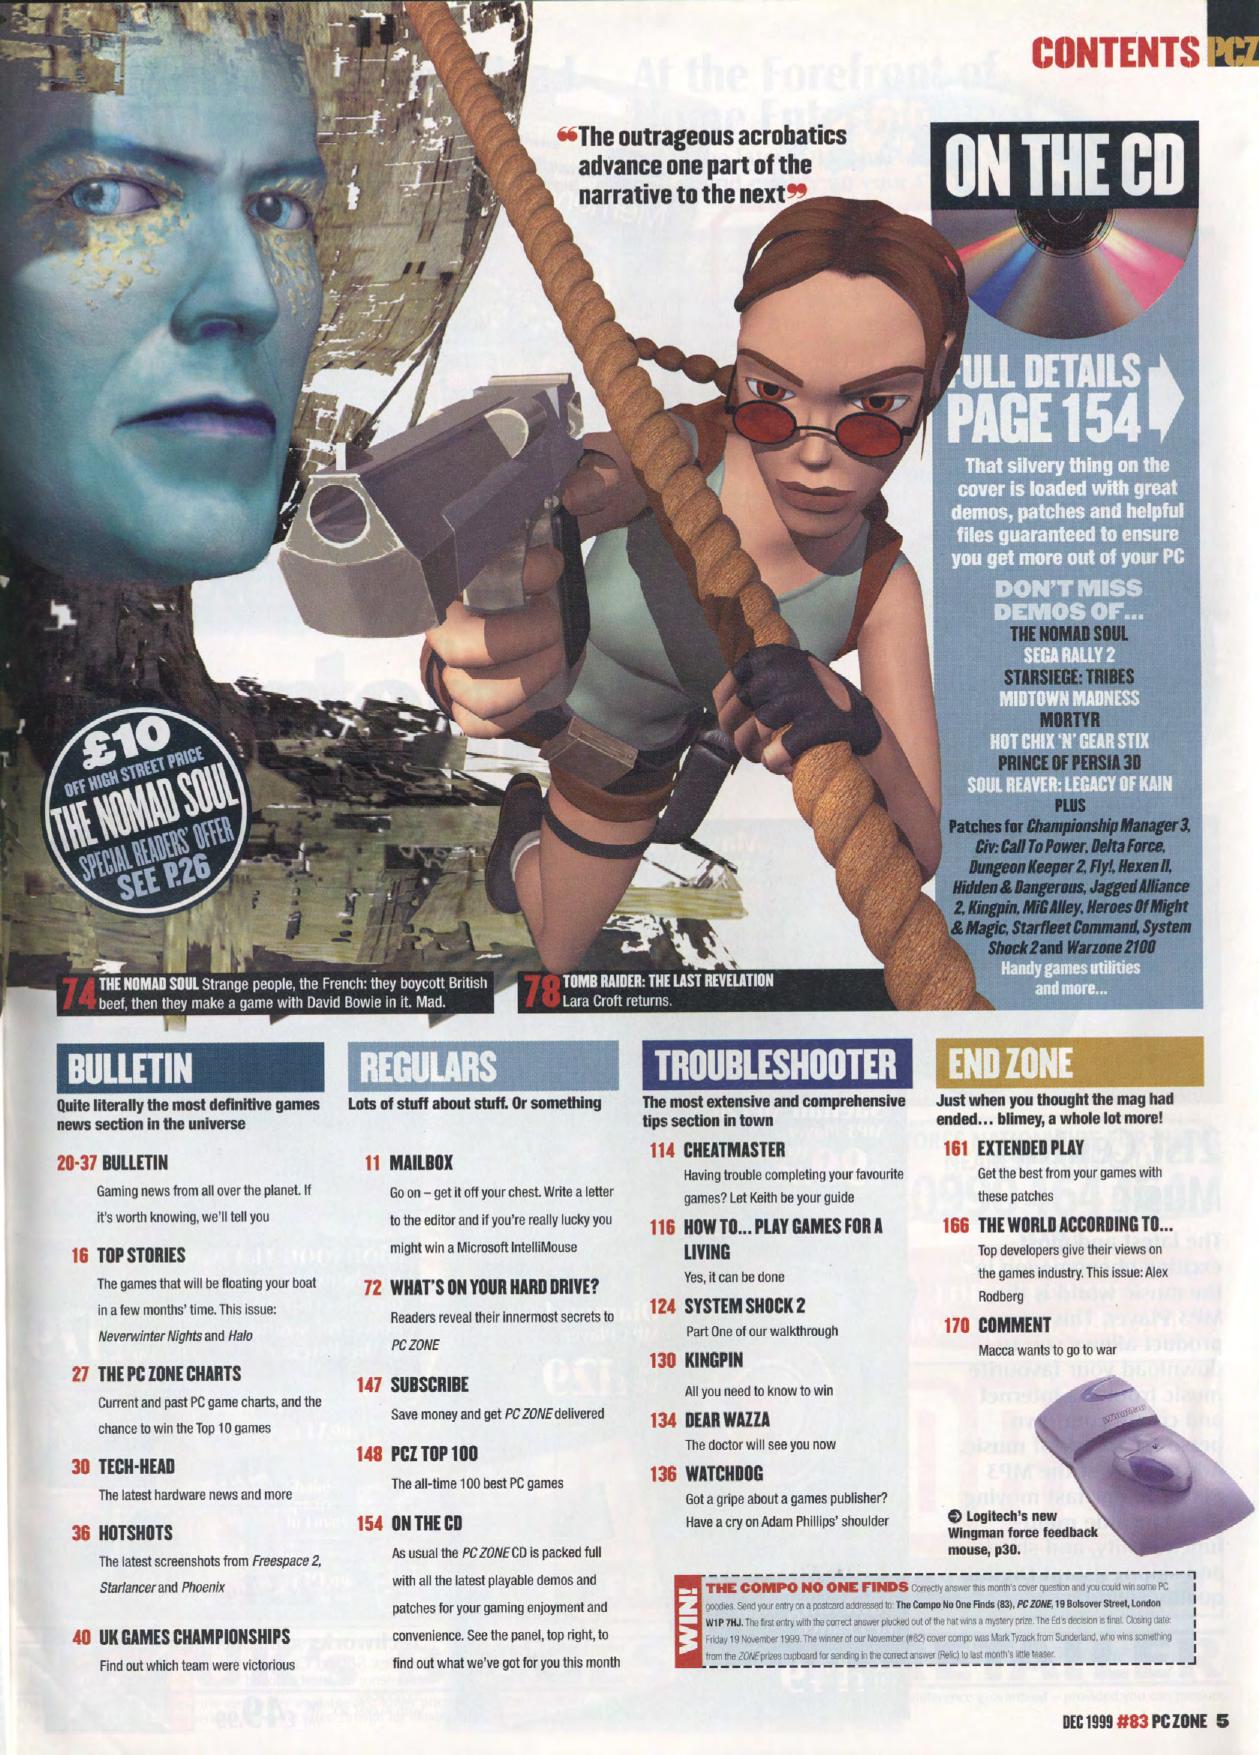 CONTENTS PCZ
“The outrageous acrobatics
advance one part of the
narrative to the next”
ON THE CD
FULL DETAILS
PAGE 154
That silvery thing on the
cover is loaded with great
demos, patches and helpful
files guaranteed to ensure
you get more out of your PC
DON'T MISS
DEMOS OF...
THE NOMAD SOUL
SEGA RALLY 2
STARSIEGE: TRIBES
MIDTOWN MADNESS
MORTYR
HOT CHIX 'N' GEAR STIX
PRINCE OF PERSIA 3D
SOUL REAVER: LEGACY OF KAIN
PLUS
Patches for Championship Manager 3,
Civ: Call To Power, Delta Force,
Dungeon Keeper 2, Fly!, Hexen II,
Hidden & Dangerous, Jagged Alliance
2, Kingpin, MiG Alley, Heroes Of Might
& Magic, Starfleet Command, System
Shock 2 and Warzone 2100
Handy games utilities
and more...
£10
OFF HIGH STREET PRICE
THE NOMAD SOUL
SPECIAL READERS' OFFER
SEE P.26
74 THE NOMAD SOUL Strange people, the French: they boycott British
beef, then they make a game with David Bowie in it. Mad.
78 TOMB RAIDER: THE LAST REVELATION
Lara Croft returns.
BULLETIN
Quite literally the most definitive games
news section in the universe
20-37 BULLETIN
Gaming news from all over the planet. If
it's worth knowing, we'll tell you
16 TOP STORIES
The games that will be floating your boat
in a few months' time. This issue:
Neverwinter Nights and Halo
27 THE PC ZONE CHARTS
Current and past PC game charts, and the
chance to win the Top 10 games
30 TECH-HEAD
The latest hardware news and more
36 HOTSHOTS
The latest screenshots from Freespace 2,
Starlancer and Phoenix
40 UK GAMES CHAMPIONSHIPS
Find out which team were victorious
REGULARS
Lots of stuff about stuff. Or something
11 MAILBOX
Go on – get it off your chest. Write a letter
to the editor and if you're really lucky you
might win a Microsoft IntelliMouse
72 WHAT'S ON YOUR HARD DRIVE?
Readers reveal their innermost secrets to
PC ZONE
147 SUBSCRIBE
Save money and get PC ZONE delivered
148 PCZ TOP 100
The all-time 100 best PC games
154 ON THE CD
As usual the PC ZONE CD is packed full
with all the latest playable demos and
patches for your gaming enjoyment and
convenience. See the panel, top right, to
find out what we've got for you this month
TROUBLESHOOTER
The most extensive and comprehensive
tips section in town
114 CHEATMASTER
Having trouble completing your favourite
games? Let Keith be your guide
116 HOW TO... PLAY GAMES FOR A
LIVING
Yes, it can be done
124 SYSTEM SHOCK 2
Part One of our walkthrough
130 KINGPIN
All you need to know to win
134 DEAR WAZZA
The doctor will see you now
136 WATCHDOG
Got a gripe about a games publisher?
Have a cry on Adam Phillips' shoulder
END ZONE
Just when you thought the mag had
ended... blimey, a whole lot more!
161 EXTENDED PLAY
Get the best from your games with
these patches
166 THE WORLD ACCORDING TO...
Top developers give their views on
the games industry. This issue: Alex
Rodberg
170 COMMENT
Macca wants to go to war
WINGMAN
Logitech's new
Wingman force feedback
mouse, p30.
WIN!
THE COMPO NO ONE FINDS Correctly answer this month's cover question and you could win some PC
goodies. Send your entry on a postcard addressed to: The Compo No One Finds (83), PC ZONE, 19 Bolsover Street, London
W1P 7HJ. The first entry with the correct answer plucked out of the hat wins a mystery prize. The Ed's decision is final. Closing date:
Friday 19 November 1999. The winner of our November (#82) cover compo was Mark Tyzack from Sunderland, who wins something
from the ZONE prizes cupboard for sending in the correct answer (Relic) to last month's little teaser.
DEC 1999 #83 PC ZONE 5